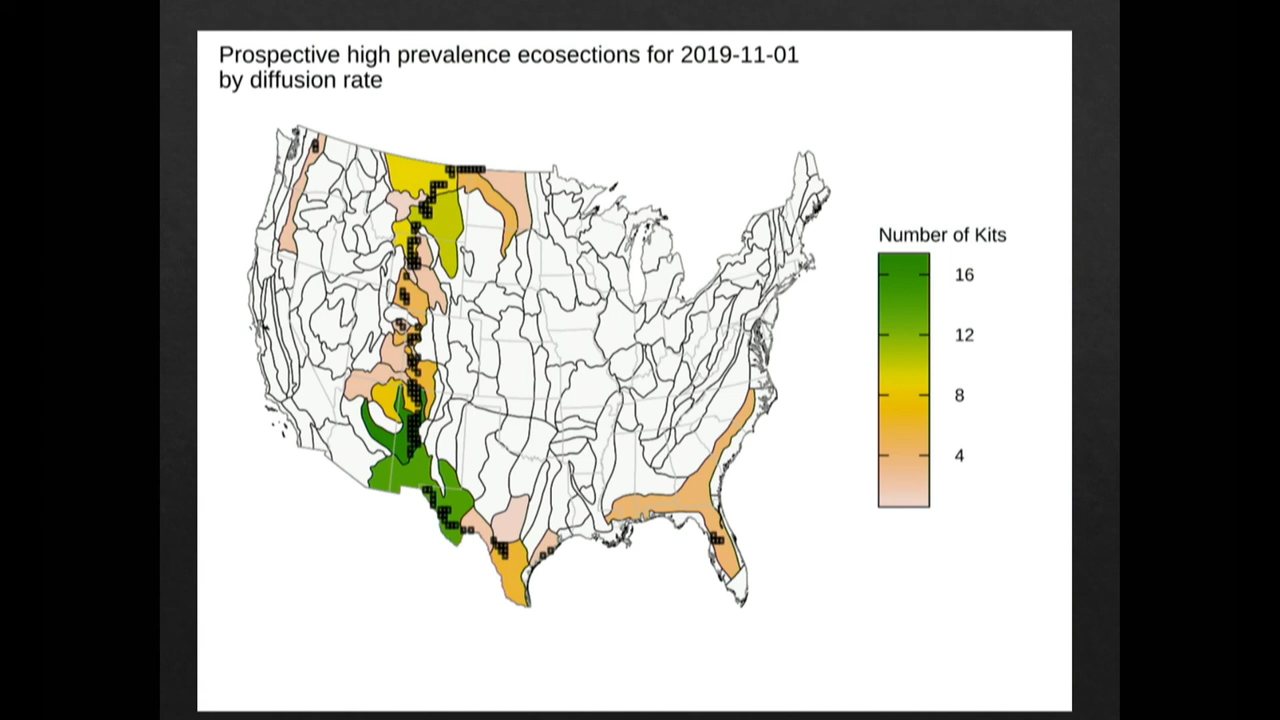 Prospective high prevalence ecosections for 2019-11-01
by diffusion rate
Number of Kits
16
12
8
4